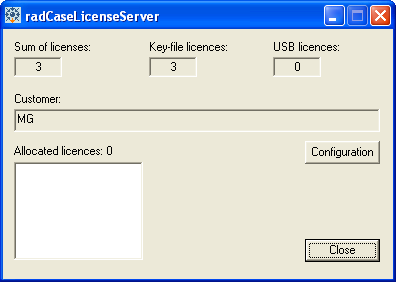 radCaseLicenseServer
Sum of licenses: Key-file licences: USB licences:
3 3 0
Customer:
MG
Allocated licences: 0
Configuration
Close